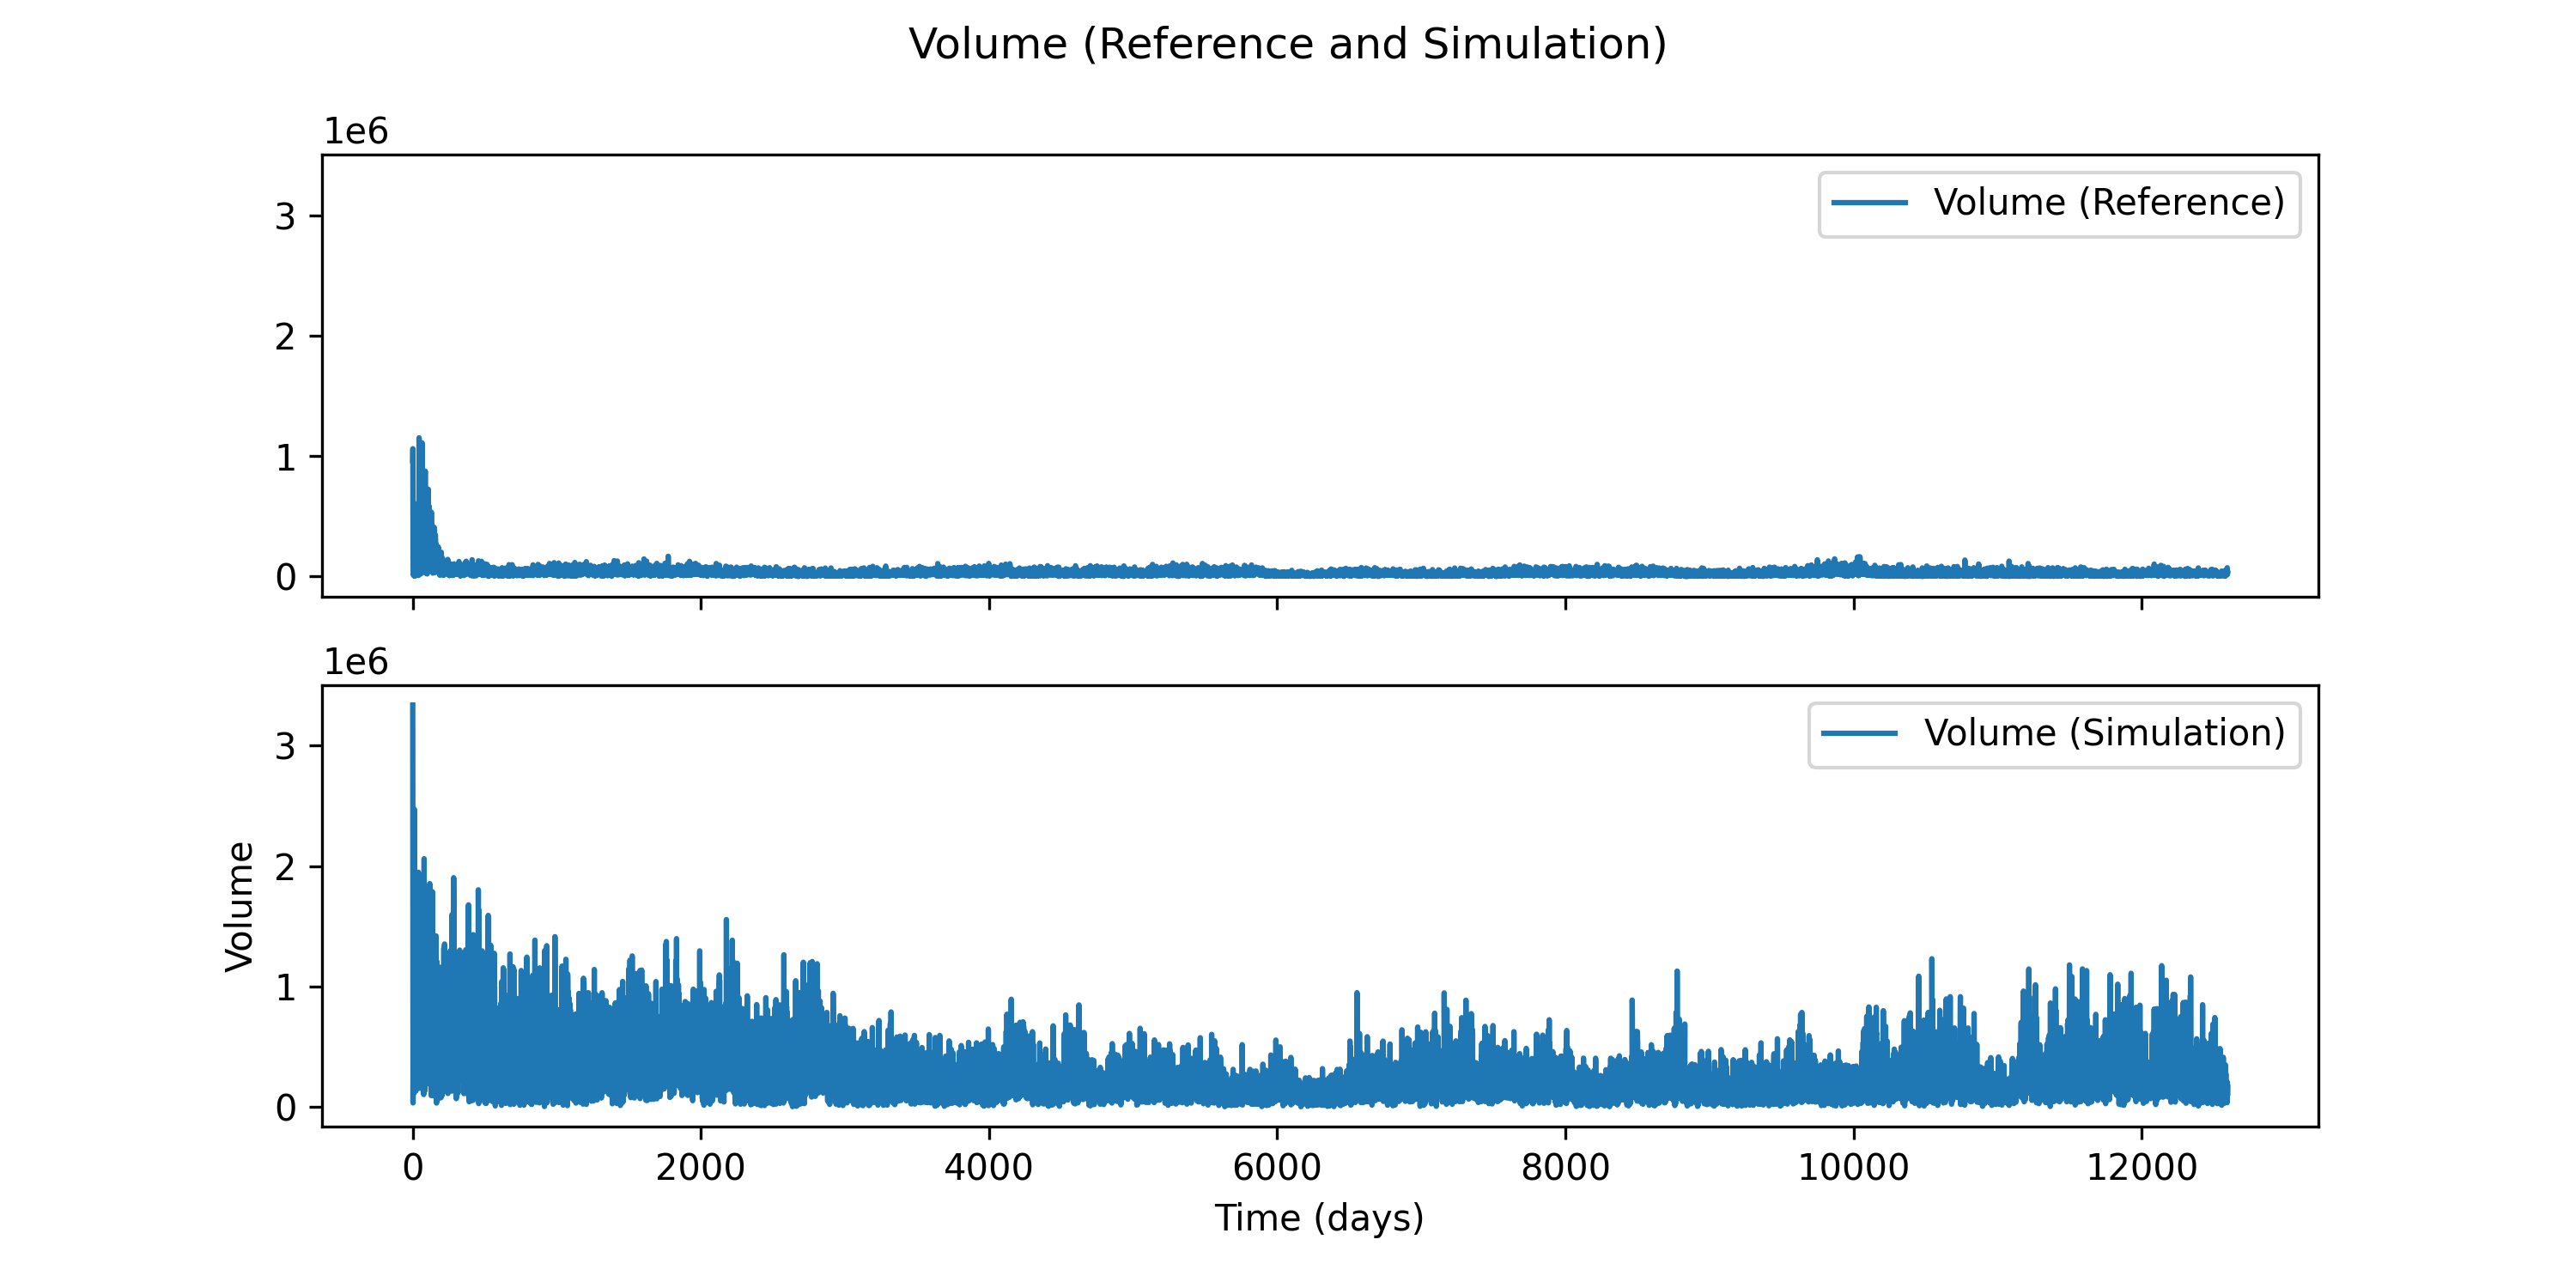 Volume (Reference and Simulation)
1e6
Volume (Reference)
3
2
1
0
1e6
Volume (Simulation)
3
2
1
0
Volume
0 2000 4000 6000 8000 10000 12000
Time (days)